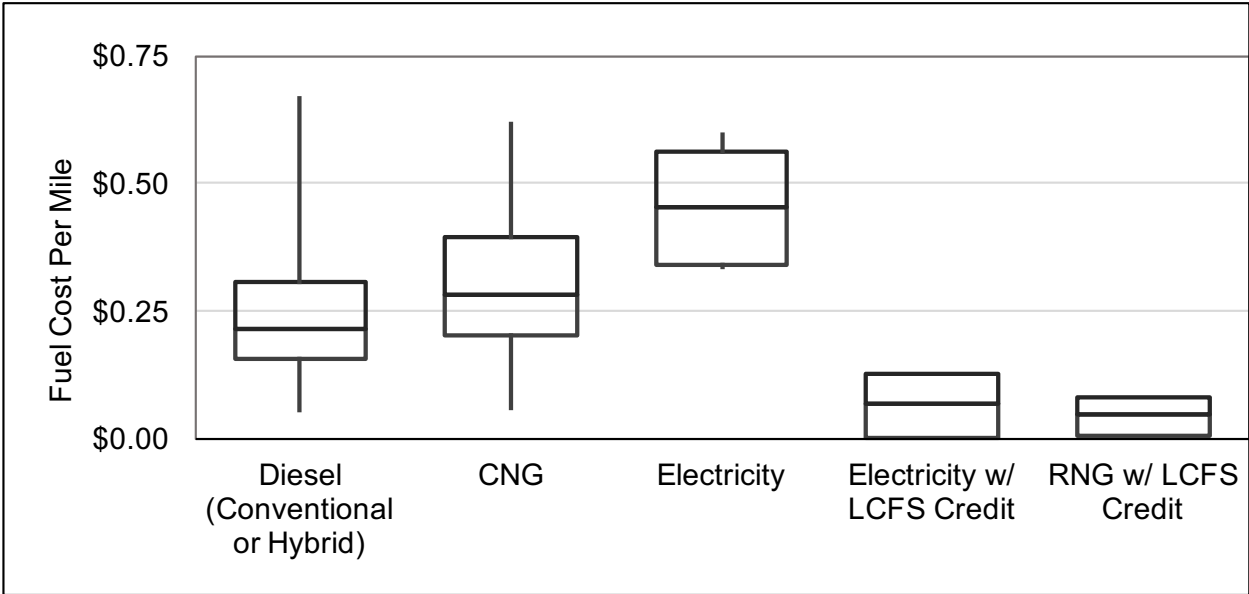 $0.75
$0.50
$0.25
$0.00
Fuel Cost Per Mile
Diesel
(Conventional
or Hybrid)
CNG
Electricity
Electricity w/
LCFS Credit
RNG w/ LCFS
Credit